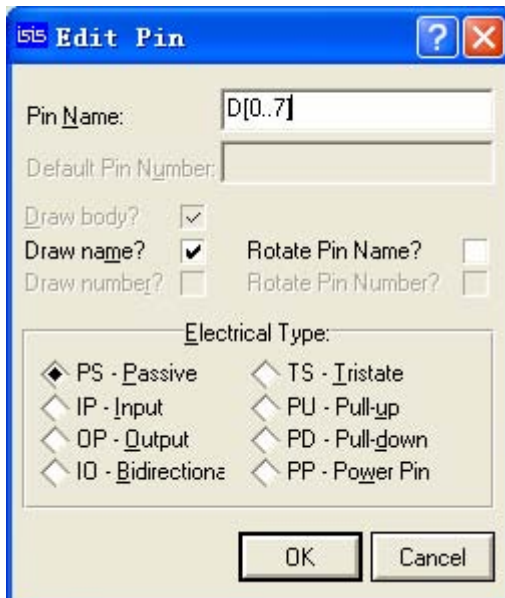 isis Edit Pin
Pin Name: D[0..7]
Default Pin Number:
Draw body?
Draw name? Rotate Pin Name?
Draw number? Rotate Pin Number?
Electrical Type:
PS - Passive TS - Tristate
IP - Input PU - Pull-up
OP - Output PD - Pull-down
IO - Bidirectiona PP - Power Pin
OK Cancel